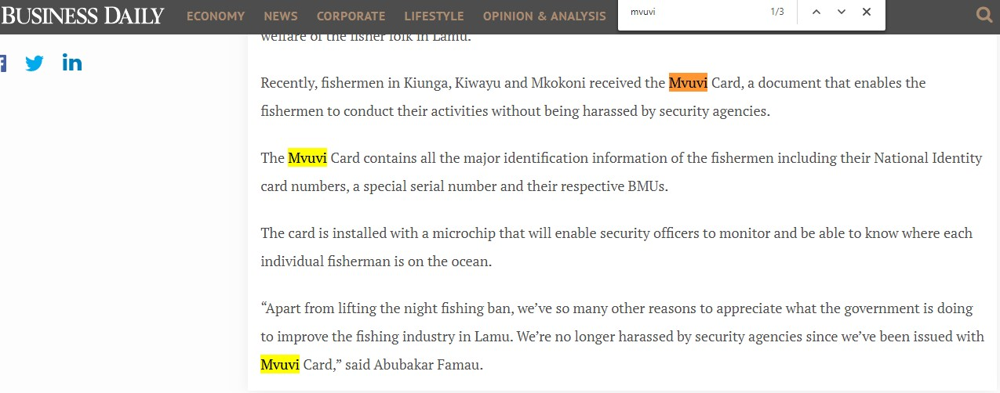 BUSINESS DAILY ECONOMY NEWS CORPORATE LIFESTYLE OPINION & ANALYSIS mvuvi 1/3
welfare of the fisher folk in Lamu.
Recently, fishermen in Kiunga, Kiwayu and Mkokoni received the Mvuvi Card, a document that enables the
fishermen to conduct their activities without being harassed by security agencies.
The Mvuvi Card contains all the major identification information of the fishermen including their National Identity
card numbers, a special serial number and their respective BMUs.
The card is installed with a microchip that will enable security officers to monitor and be able to know where each
individual fisherman is on the ocean.
“Apart from lifting the night fishing ban, we’ve so many other reasons to appreciate what the government is doing
to improve the fishing industry in Lamu. We’re no longer harassed by security agencies since we’ve been issued with
Mvuvi Card,” said Abubakar Famau.